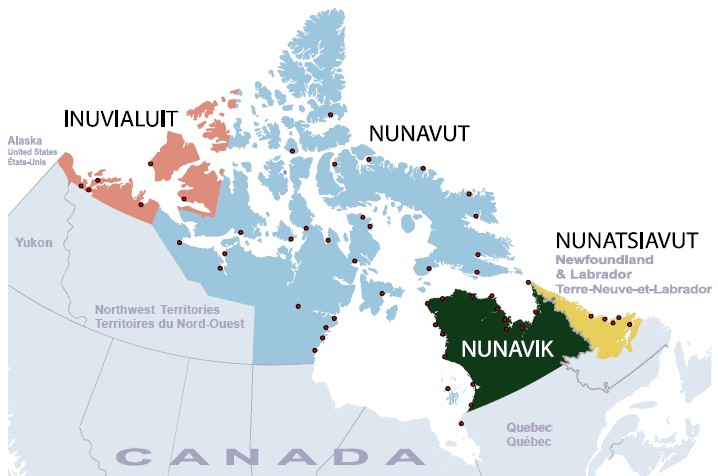 INUVIALUIT
NUNAVUT
Alaska
United States
États-Unis
NUNATSIAVUT
Newfoundland
& Labrador
Terre-Neuve-et-Labrador
Yukon
Northwest Territories
Territoires du Nord-Ouest
NUNAVIK
Quebec
Québec
CANADA